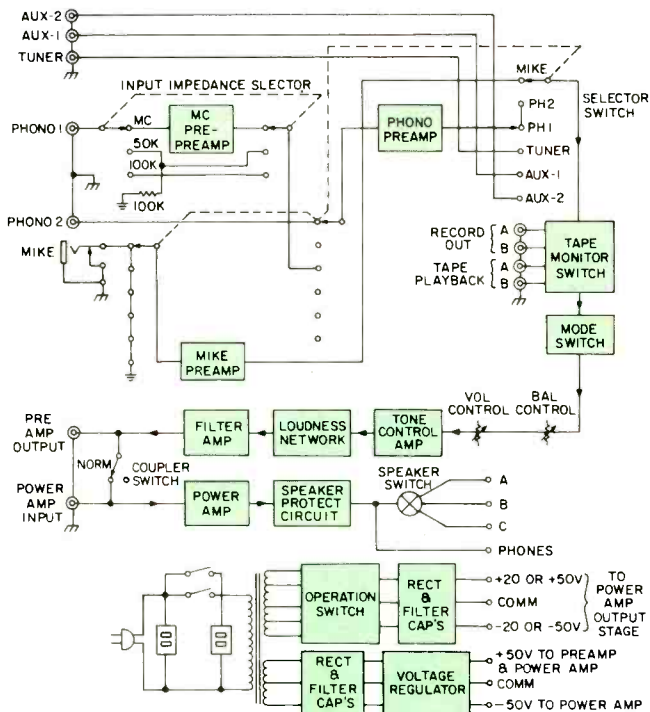 AUX-2
AUX-1
TUNER
INPUT IMPEDANCE SLECTOR
MIKE
SELECTOR
SWITCH
PHONO 1
MC
MC
PRE-
PREAMP
50K
100K
100K
PHONO
PREAMP
PH2
PH1
TUNER
AUX-1
AUX-2
PHONO 2
MIKE
RECORD
OUT
A
B
TAPE
PLAYBACK
A
B
TAPE
MONITOR
SWITCH
MODE
SWITCH
MIKE
PREAMP
VOL
CONTROL
BAL
CONTROL
PRE
AMP
OUTPUT
FILTER
AMP
LOUDNESS
NETWORK
TONE
CONTROL
AMP
NORM
COUPLER
SWITCH
POWER
AMP
INPUT
POWER
AMP
SPEAKER
PROTECT
CIRCUIT
SPEAKER
SWITCH
A
B
C
PHONES
OPERATION
SWITCH
RECT
&
FILTER
CAP'S
+20 OR +50V
COMM
-20 OR -50V
TO
POWER
AMP
OUTPUT
STAGE
RECT
&
FILTER
CAP'S
VOLTAGE
REGULATOR
+50V TO PREAMP
& POWER AMP
COMM
-50V TO POWER AMP